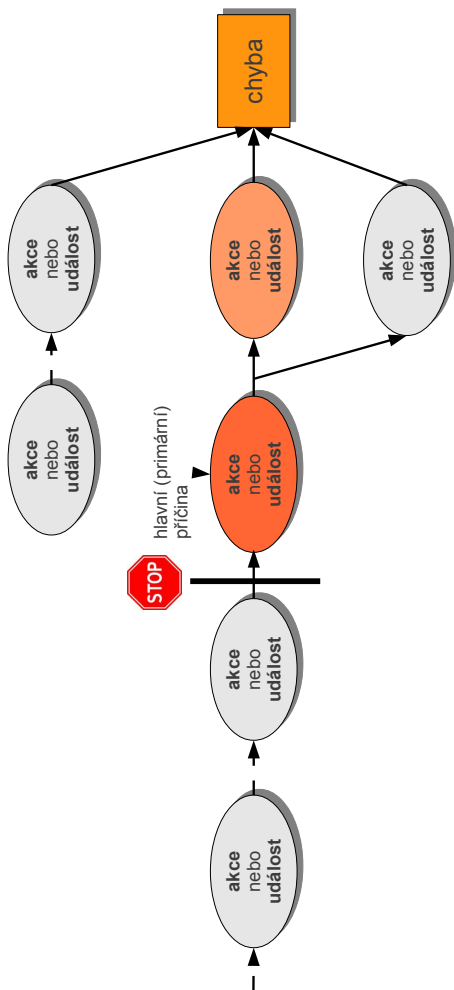 akce
nebo
událost
akce
nebo
událost
STOP
hlavní (primární)
příčina
akce
nebo
událost
akce
nebo
událost
akce
nebo
událost
akce
nebo
událost
akce
nebo
událost
chyba